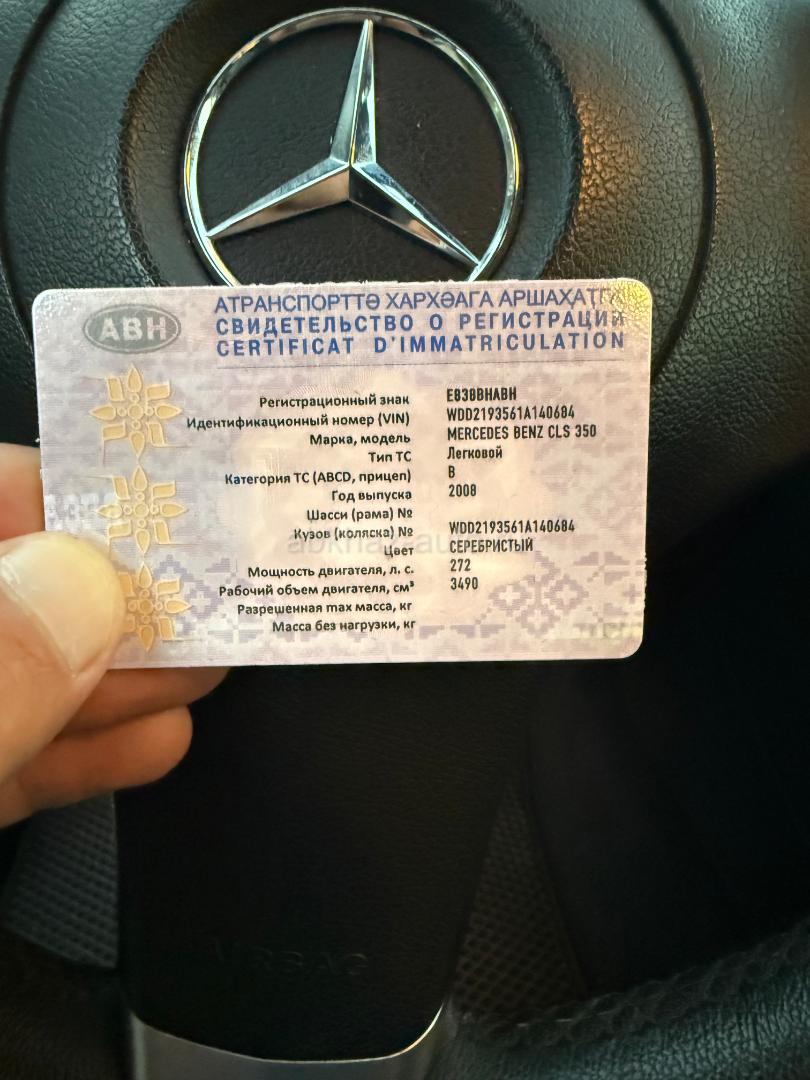 ABH
АТРАНСПОРТТӘ ХАРХӘАГА АРШАҲАТГА
СВИДЕТЕЛЬСТВО О РЕГИСТРАЦИИ
CERTIFICAT D'IMMATRICULATION
Регистрационный знак E838BHABH
Идентификационный номер (VIN) WDD2193561A140684
Марка, модель MERCEDES BENZ CLS 350
Тип ТС Легковой
Категория ТС (ABCD, прицеп) B
Год выпуска 2008
Шасси (рама) №
Кузов (коляска) № WDD2193561A140684
Цвет СЕРЕБРИСТЫЙ
Мощность двигателя, л. с. 272
Рабочий объем двигателя, см³ 3490
Разрешенная max масса, кг
Масса без нагрузки, кг
AIRBAG